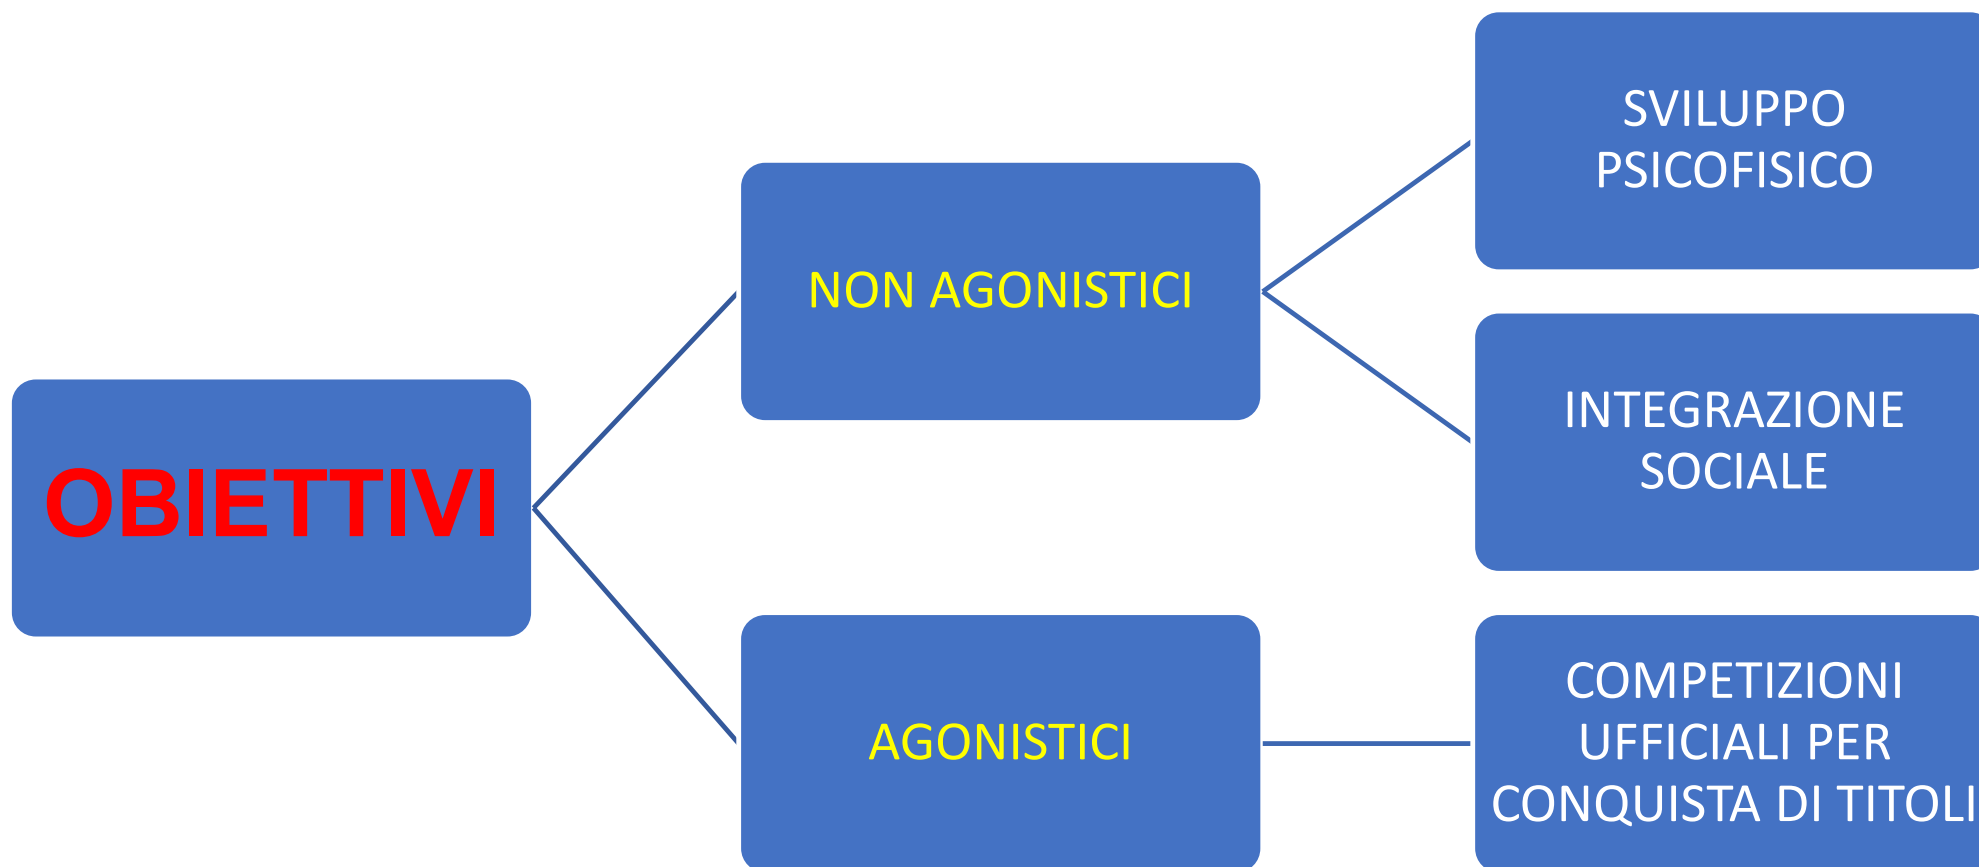 OBIETTIVI
NON AGONISTICI
SVILUPPO
PSICOFISICO
INTEGRAZIONE
SOCIALE
AGONISTICI
COMPETIZIONI
UFFICIALI PER
CONQUISTA DI TITOLI